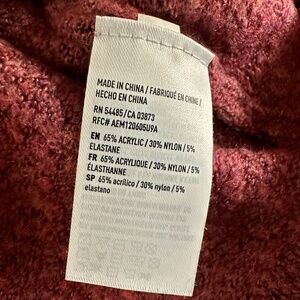 MADE IN CHINA / FABRIQUÉ EN CHINE /
HECHO EN CHINA
RN 54485/CA 03873
RFC# AEM120605U9A
EN 65% ACRYLIC / 30% NYLON / 5%
ELASTANE
FR 65% ACRYLIQUE / 30% NYLON / 5%
ÉLASTHANNE
SP 65% acrílico / 30% nylon / 5%
elastano